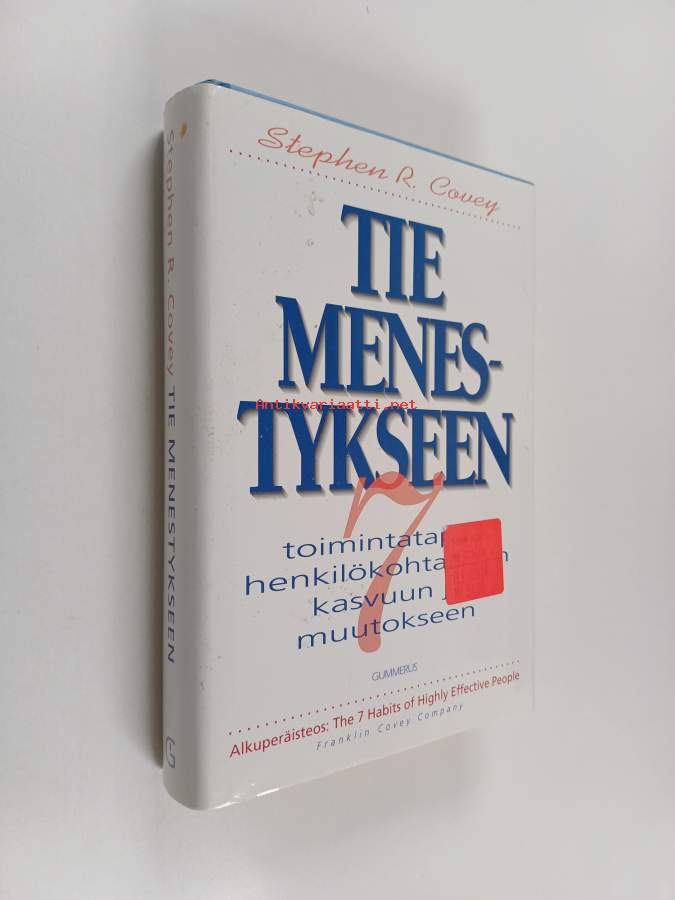 Stephen R. Covey
TIE
MENES-
TYKSEEN
7
toimintatap
henkilökohta n
kasvuun j
muutokseen
GUMMERUS
Alkuperäisteos: The 7 Habits of Highly Effective People
Franklin Covey Company
Stephen R. Covey TIE MENESTYKSEEN
G
Antikvariaatti.net